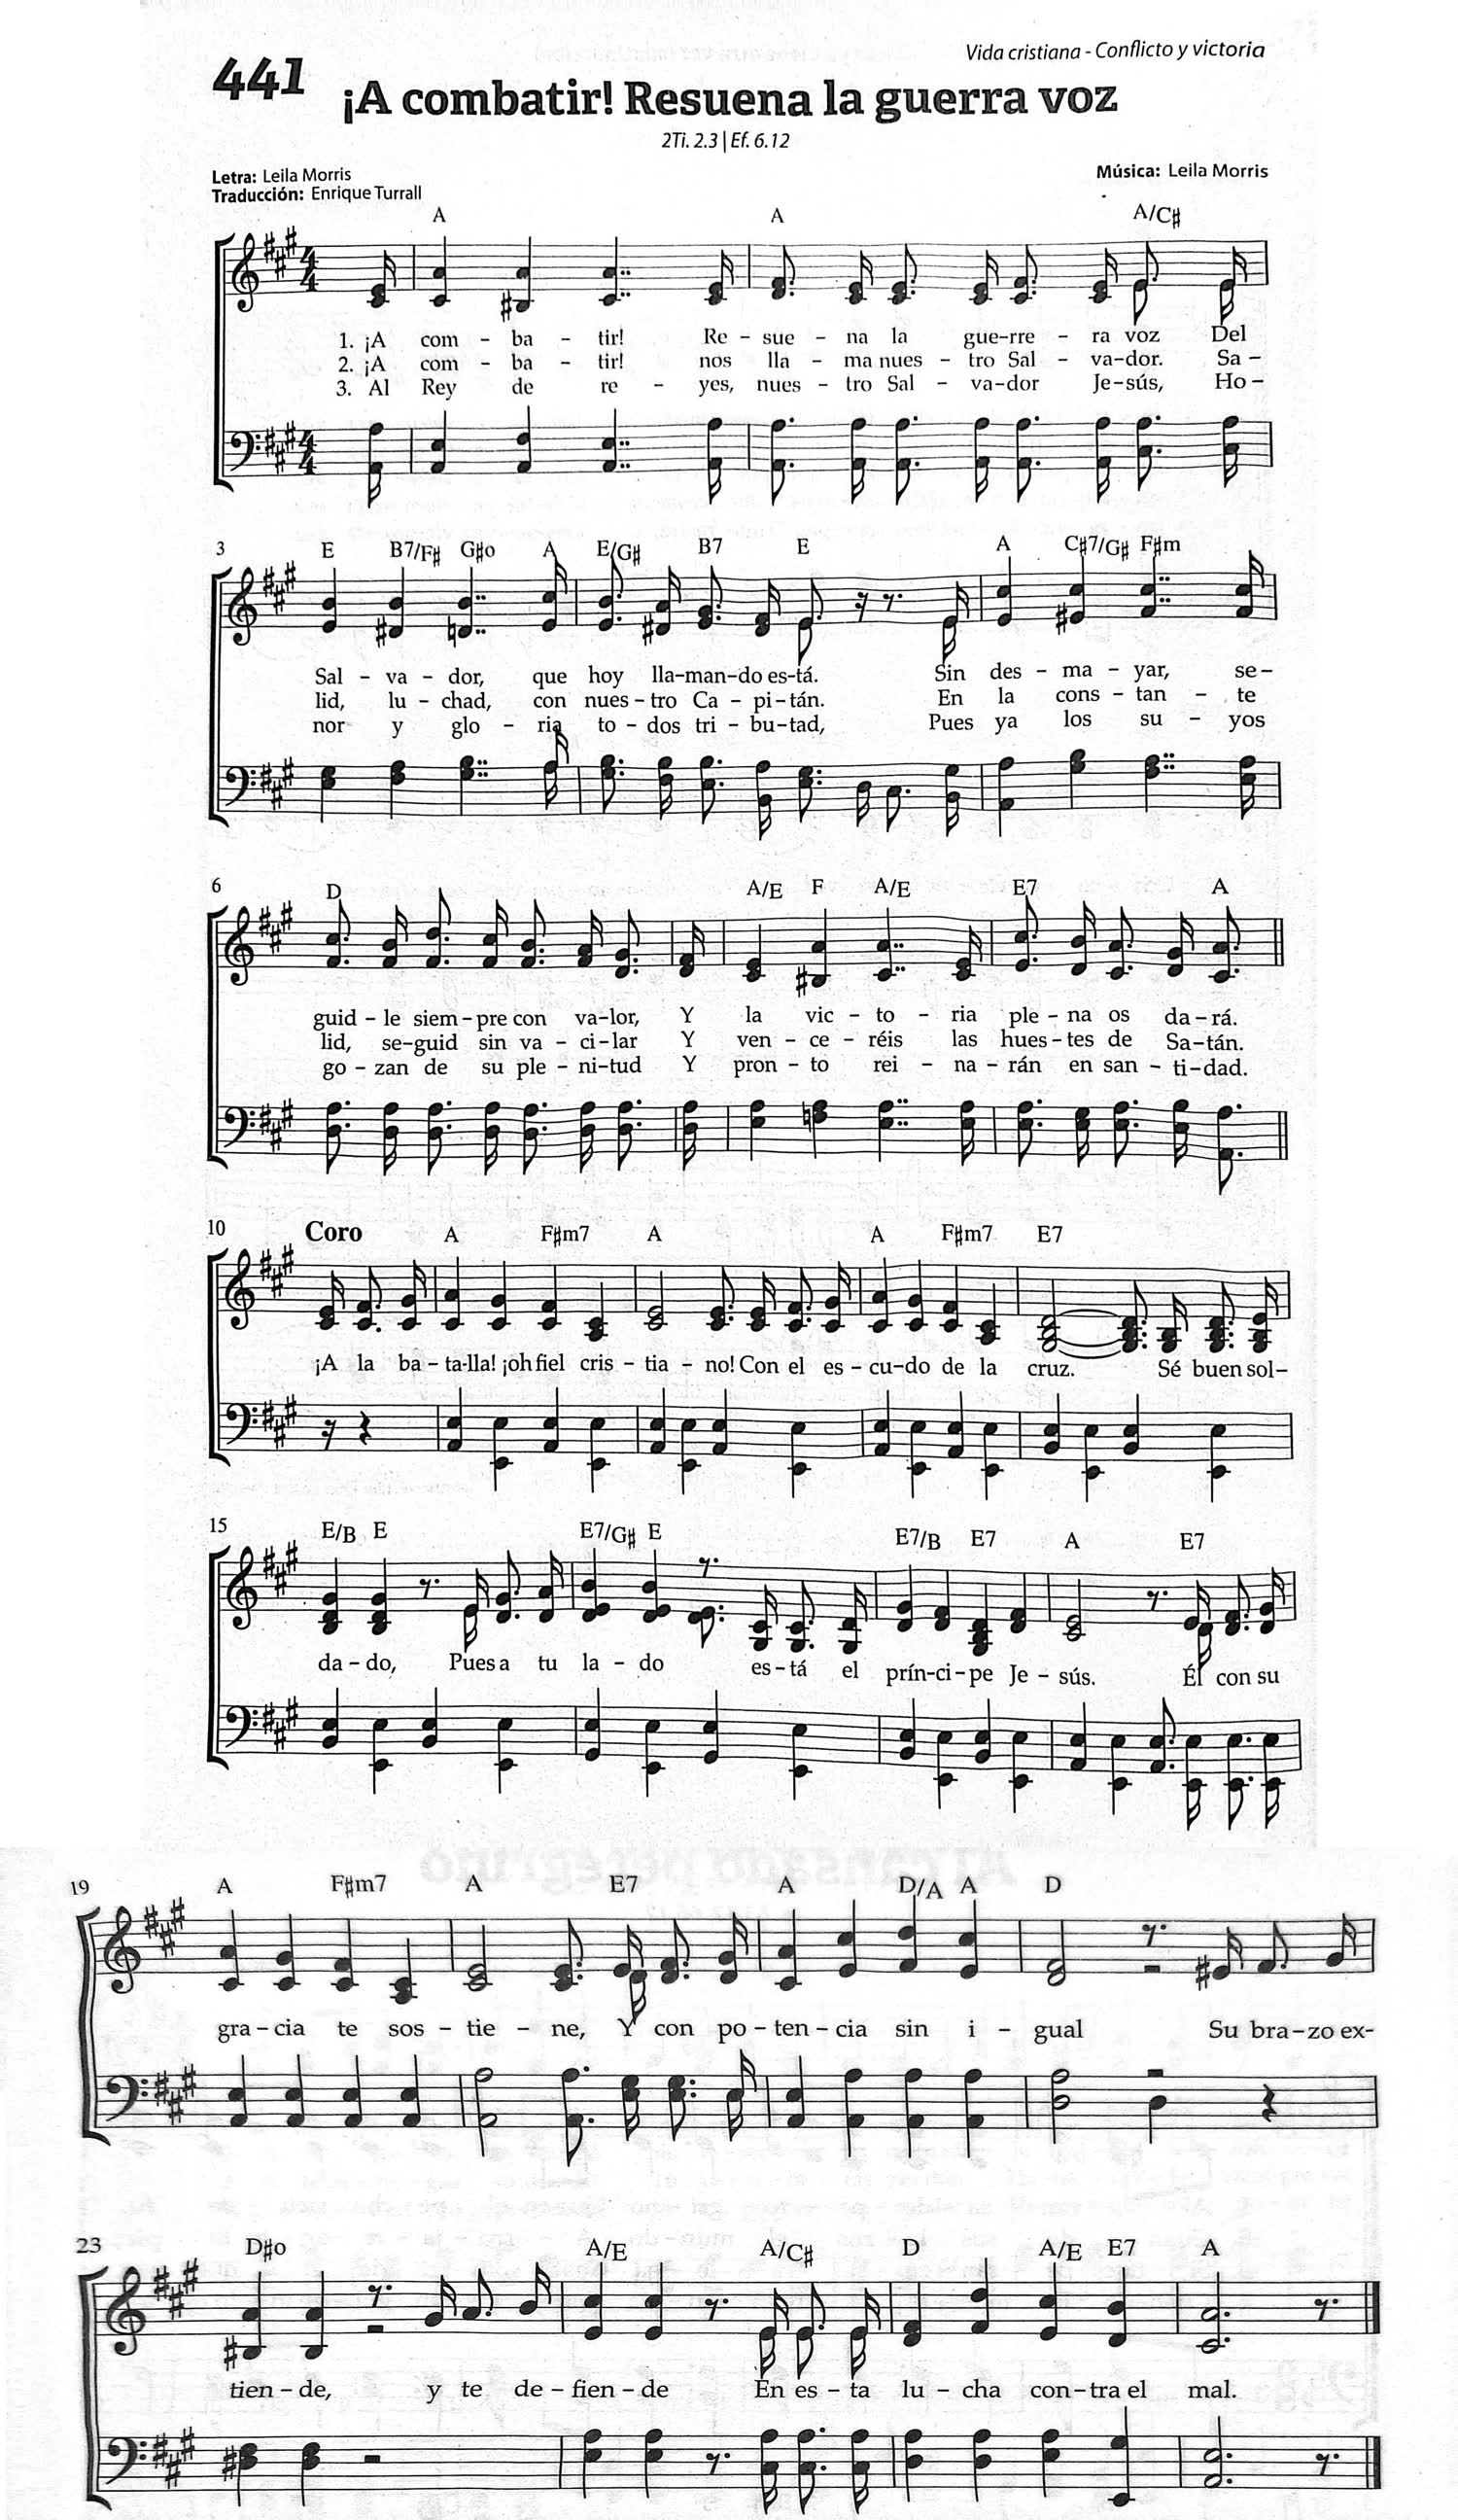 Vida cristiana - Conflicto y victoria
441
¡A combatir! Resuena la guerra voz
2Ti. 2.3 | Ef. 6.12
Letra: Leila Morris
Música: Leila Morris
Traducción: Enrique Turrall
A A A/C#
1. ¡A com - ba - tir! Re - sue - na la gue-rre - ra voz Del
2. ¡A com - ba - tir! nos lla - ma nues - tro Sal - va-dor. Sa -
3. Al Rey de re - yes, nues - tro Sal - va-dor Je-sús, Ho -
3 E B7/F# G#o A E/G# B7 E A C#7/G# F#m
Sal - va - dor, que hoy lla-man-do es-tá. Sin des - ma - yar, se -
lid, lu - chad, con nues - tro Ca - pi-tán. En la cons - tan - te
nor y glo - ria to - dos tri - bu-tad, Pues ya los su - yos
6 D A/E F A/E E7 A
guid - le siem - pre con va-lor, Y la vic - to - ria ple - na os da-rá.
lid, se-guid sin va - ci-lar Y ven - ce - réis las hues - tes de Sa-tán.
go - zan de su ple - ni-tud Y pron - to rei - na - rán en san - ti-dad.
10 Coro A F#m7 A A F#m7 E7
¡A la ba - ta-lla! ¡oh fiel cris - tia - no! Con el es - cu-do de la cruz. Sé buen sol -
15 E/B E E7/G# E E7/B E7 A E7
da - do, Pues a tu la - do es - tá el prín-ci-pe Je - sús. Él con su
19 A F#m7 A E7 A D/A A D
gra - cia te sos - tie - ne, Y con po - ten - cia sin i - gual Su bra-zo ex-
23 D#o A/E A/C# D A/E E7 A
tien - de, y te de - fien - de En es - ta lu - cha con-tra el mal.